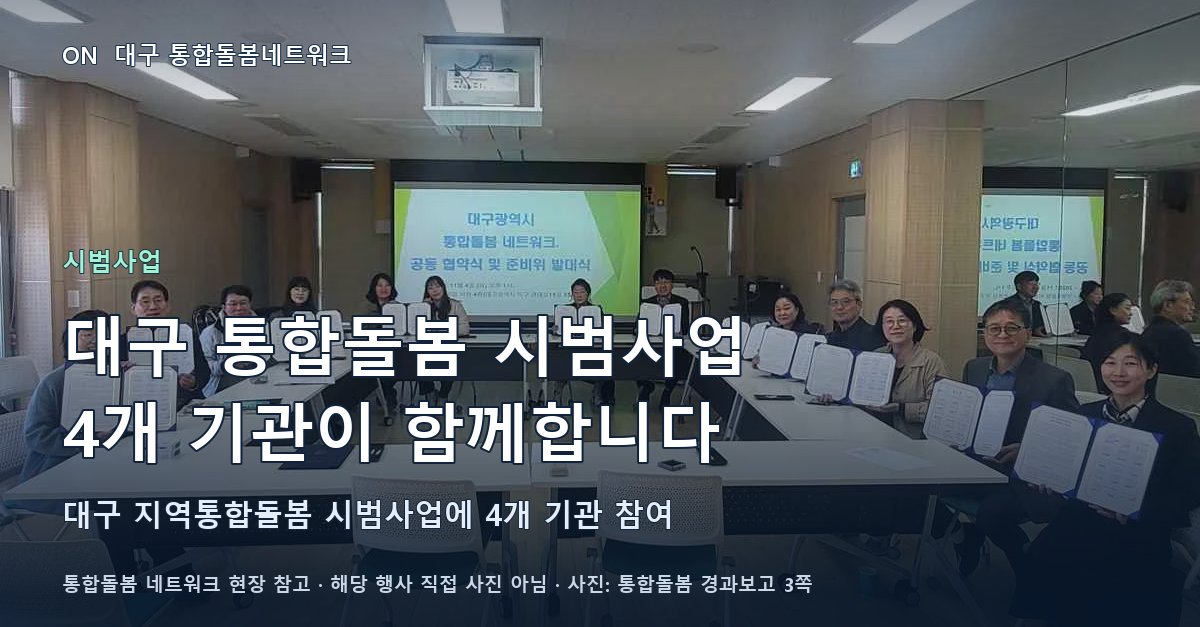 ON 대구 통합돌봄네트워크
대구광역시
통합돌봄 네트워크.
공동 협약식 및 준비위 발대식
시범사업
대구 통합돌봄 시범사업
4개 기관이 함께합니다
대구 지역통합돌봄 시범사업에 4개 기관 참여
통합돌봄 네트워크 현장 참고 · 해당 행사 직접 사진 아님 · 사진: 통합돌봄 경과보고 3쪽